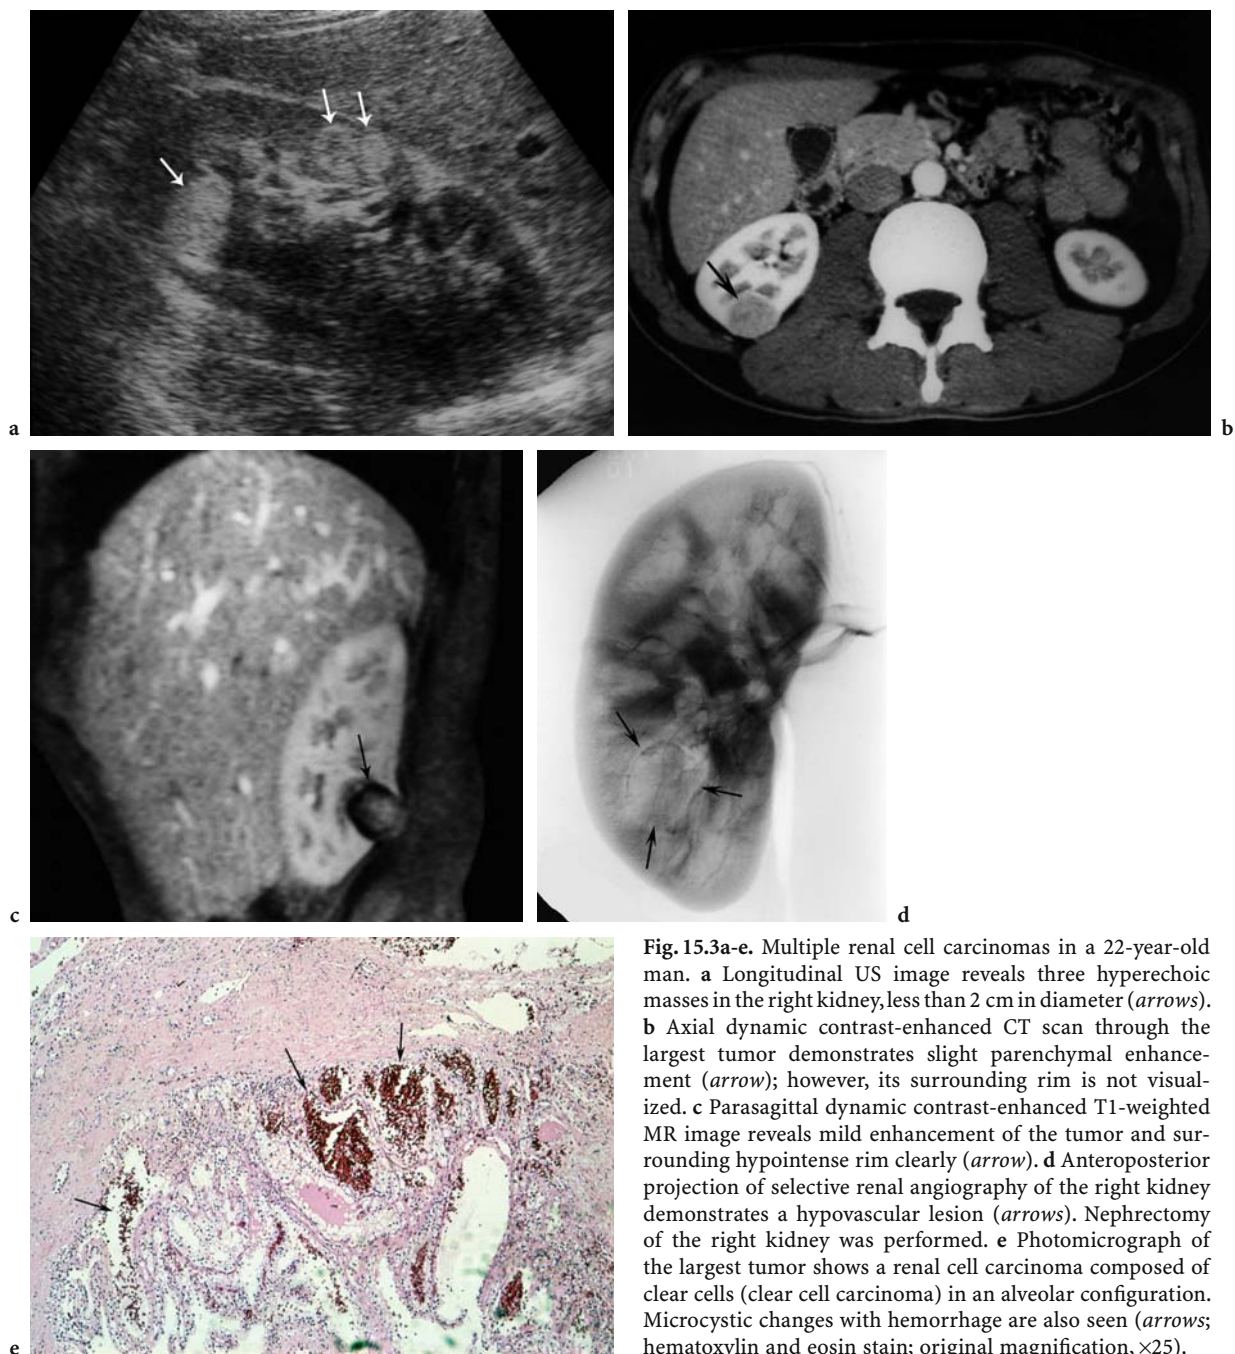 a
b
c
d
e
Fig. 15.3a-e. Multiple renal cell carcinomas in a 22-year-old
man. a Longitudinal US image reveals three hyperechoic
masses in the right kidney, less than 2 cm in diameter (arrows).
b Axial dynamic contrast-enhanced CT scan through the
largest tumor demonstrates slight parenchymal enhance-
ment (arrow); however, its surrounding rim is not visual-
ized. c Parasagittal dynamic contrast-enhanced T1-weighted
MR image reveals mild enhancement of the tumor and sur-
rounding hypointense rim clearly (arrow). d Anteroposterior
projection of selective renal angiography of the right kidney
demonstrates a hypovascular lesion (arrows). Nephrectomy
of the right kidney was performed. e Photomicrograph of
the largest tumor shows a renal cell carcinoma composed of
clear cells (clear cell carcinoma) in an alveolar configuration.
Microcystic changes with hemorrhage are also seen (arrows;
hematoxylin and eosin stain; original magnification, ×25).